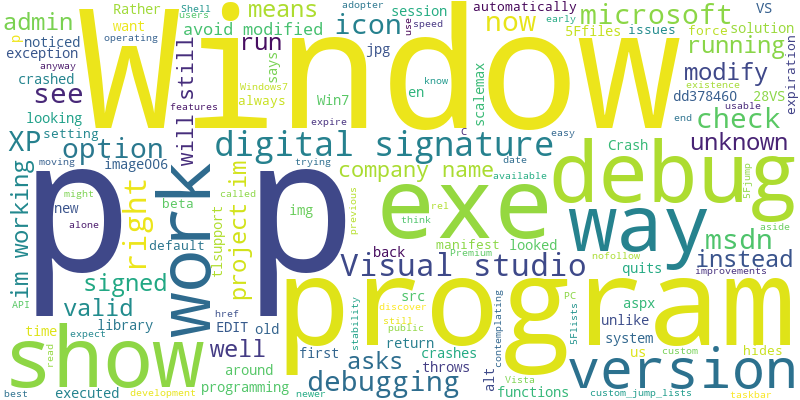 Window
p p
program
exe
debug
way
show
version
work
digital signature
Visual studio
option
icon
microsoft
debugging
run
now
means
avoid modified
admin
see
XP
will still
running
modify
check
unknown
msdn
instead
company name
project im
right
im working
signed
valid
well
asks
Rather
want
p
operating
noticed
exception
crashed
anyway
looking
setting
Shell
users
features
jpg
says
Windows7
always
expire
adopter
session
Win7
en
use
speed
early
know
scalemax
automatically
5Ffiles
issues
force
VS
solution
expiration
dd378460
28VS
existence
usable
end
c
easy
trying
date
available
Crash
5Fjump
aside
moving
image006
might
new
alone
beta
called
default
tlsupport
img
previous
rel
think
manifest
looked
Premium
back
quits
nofollow
improvements
API
EDIT
old
href
library
time
read
expect
executed
best
development
programming
around
first
stability
discover
still
public
src
return
crashes
throws
newer
alt
contemplating
Vista
functions
5Flists
aspx
PC
unlike
us
system
custom
custom_jump_lists
hides
taskbar